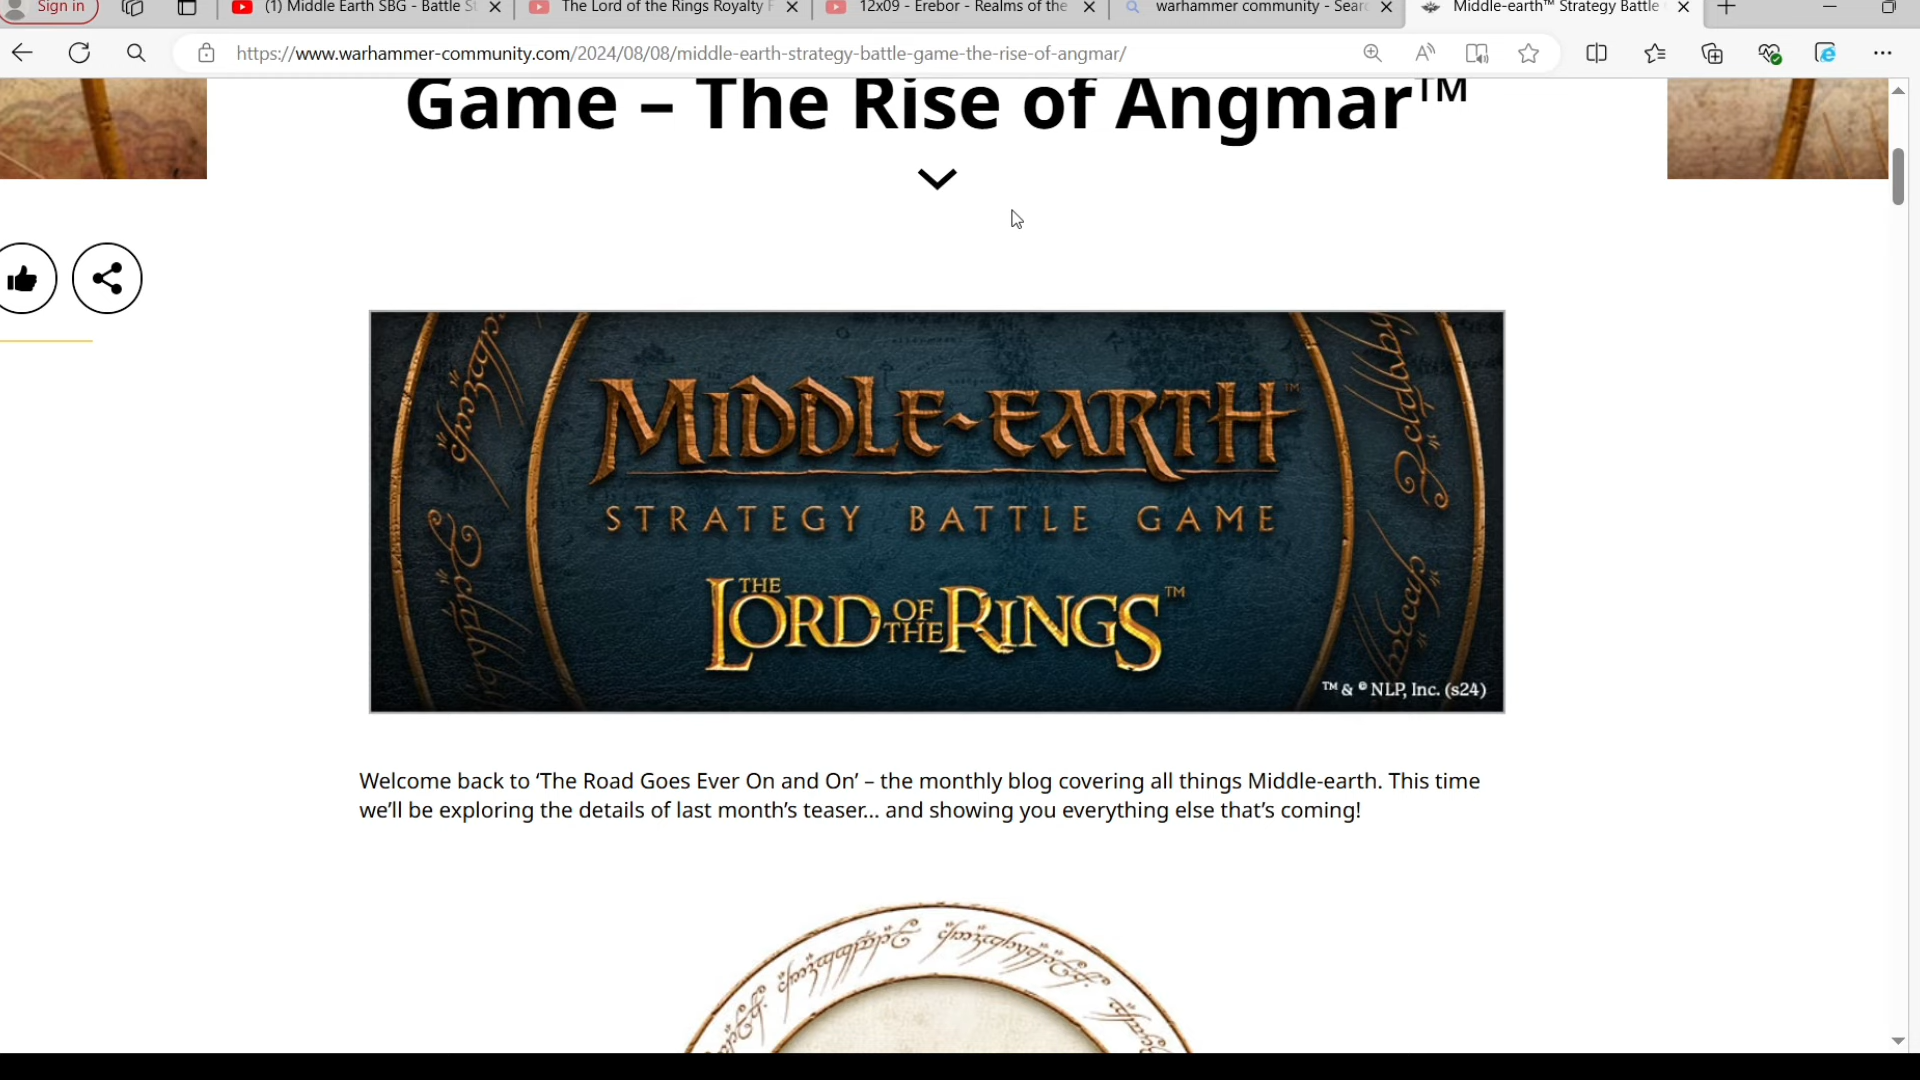 Sign in
(1) Middle Earth SBG - Battle S
The Lord of the Rings Royalty F
12x09 - Erebor - Realms of the
warhammer community - Sear
Middle-earth™ Strategy Battle
https://www.warhammer-community.com/2024/08/08/middle-earth-strategy-battle-game-the-rise-of-angmar/
Game – The Rise of Angmar™
MIDDLE-EARTH™
STRATEGY BATTLE GAME
THE LORD OF THE RINGS™
™ & © NLP, Inc. (s24)
Welcome back to ‘The Road Goes Ever On and On’ – the monthly blog covering all things Middle-earth. This time
we’ll be exploring the details of last month’s teaser... and showing you everything else that’s coming!